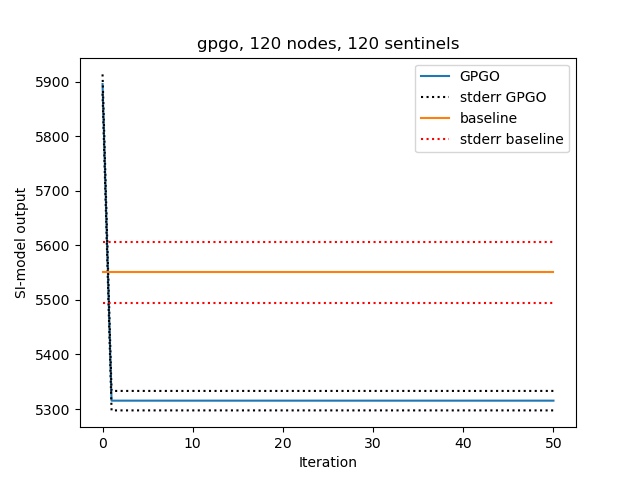 gpgo, 120 nodes, 120 sentinels
5900
5800
5700
5600
5500
5400
5300
SI-model output
GPGO
stderr GPGO
baseline
stderr baseline
0
10
20
30
40
50
Iteration